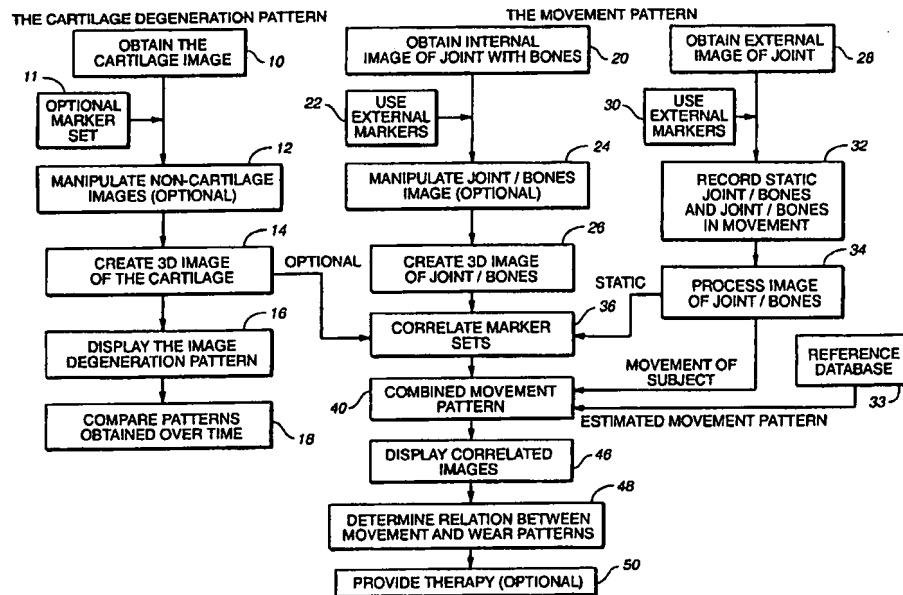 THE CARTILAGE DEGENERATION PATTERN
OBTAIN THE
CARTILAGE IMAGE
10
11
OPTIONAL
MARKER
SET
12
MANIPULATE NON-CARTILAGE
IMAGES (OPTIONAL)
14
CREATE 3D IMAGE
OF THE CARTILAGE
OPTIONAL
16
DISPLAY THE IMAGE
DEGENERATION PATTERN
COMPARE PATTERNS
OBTAINED OVER TIME
18
THE MOVEMENT PATTERN
OBTAIN INTERNAL
IMAGE OF JOINT WITH BONES
20
22
USE
EXTERNAL
MARKERS
24
MANIPULATE JOINT / BONES
IMAGE (OPTIONAL)
26
CREATE 3D IMAGE
OF JOINT / BONES
36
CORRELATE MARKER
SETS
40
COMBINED MOVEMENT
PATTERN
46
DISPLAY CORRELATED
IMAGES
48
DETERMINE RELATION BETWEEN
MOVEMENT AND WEAR PATTERNS
50
PROVIDE THERAPY (OPTIONAL)
OBTAIN EXTERNAL
IMAGE OF JOINT
28
30
USE
EXTERNAL
MARKERS
32
RECORD STATIC
JOINT / BONES
AND JOINT / BONES
IN MOVEMENT
34
PROCESS IMAGE
OF JOINT / BONES
STATIC
MOVEMENT OF
SUBJECT
REFERENCE
DATABASE
33
ESTIMATED MOVEMENT PATTERN